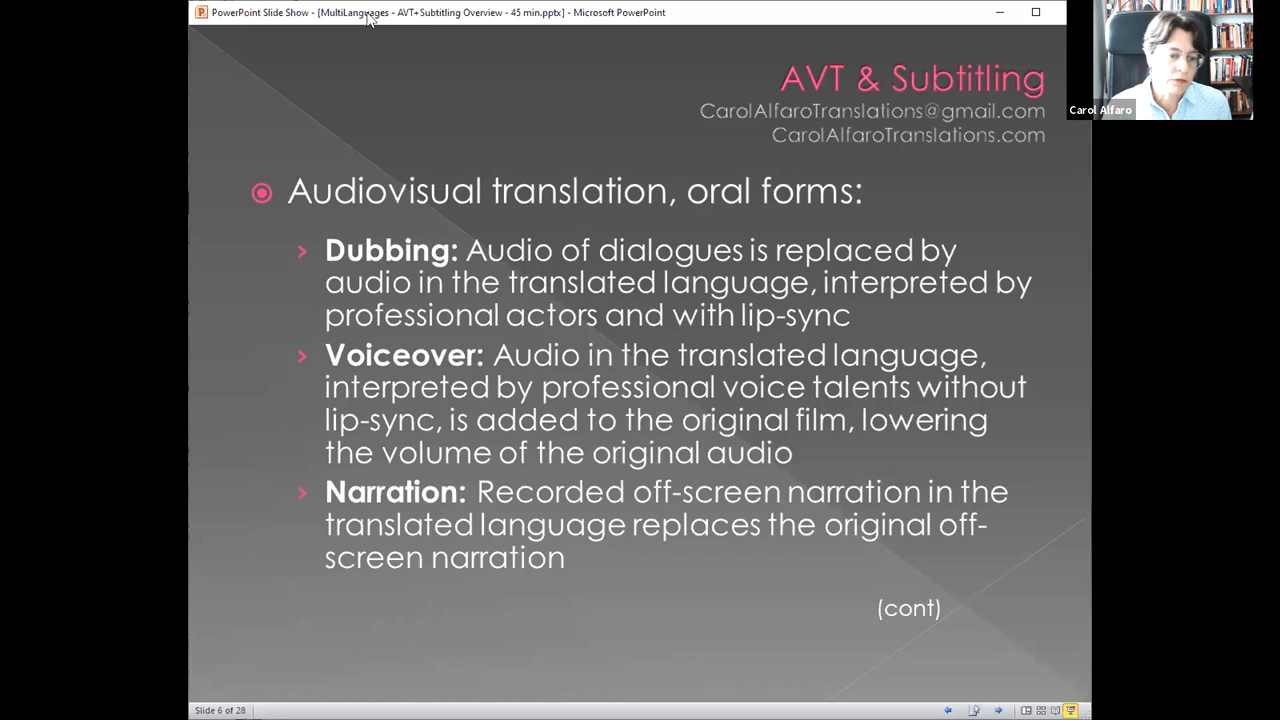 PowerPoint Slide Show - [MultiLanguages - AVT+Subtitling Overview - 45 min.pptx] - Microsoft PowerPoint
Carol Alfaro
AVT & Subtitling
CarolAlfaroTranslations@gmail.com
CarolAlfaroTranslations.com
Audiovisual translation, oral forms:
Dubbing: Audio of dialogues is replaced by
audio in the translated language, interpreted by
professional actors and with lip-sync
Voiceover: Audio in the translated language,
interpreted by professional voice talents without
lip-sync, is added to the original film, lowering
the volume of the original audio
Narration: Recorded off-screen narration in the
translated language replaces the original off-
screen narration
(cont)
Slide 6 of 28